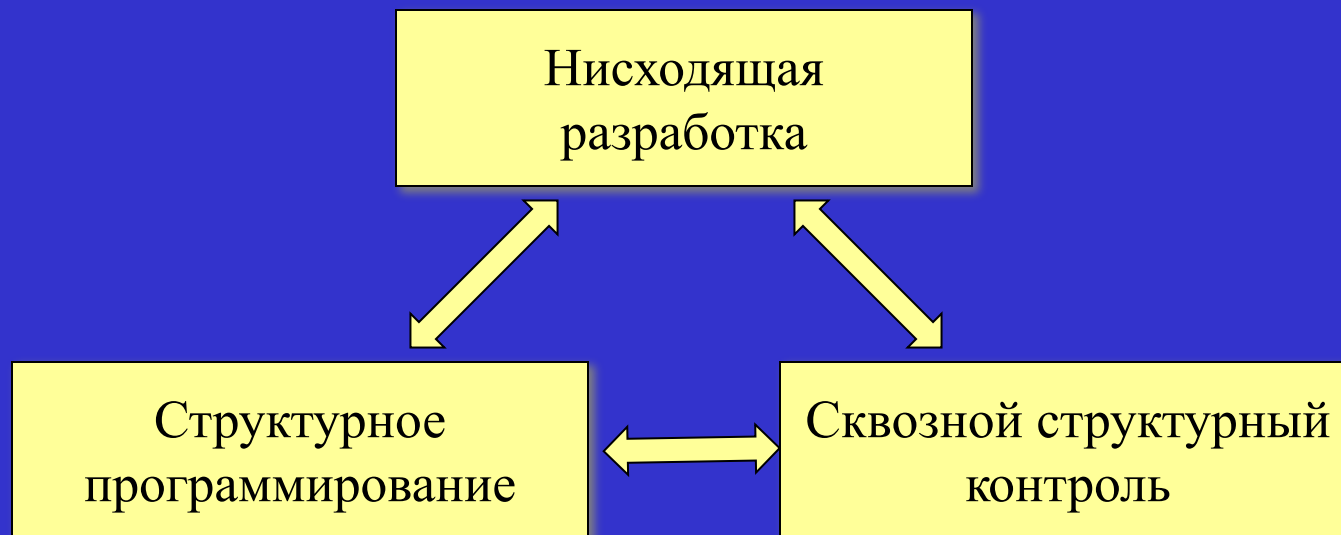 Нисходящая
разработка
Структурное
программирование
Сквозной структурный
контроль